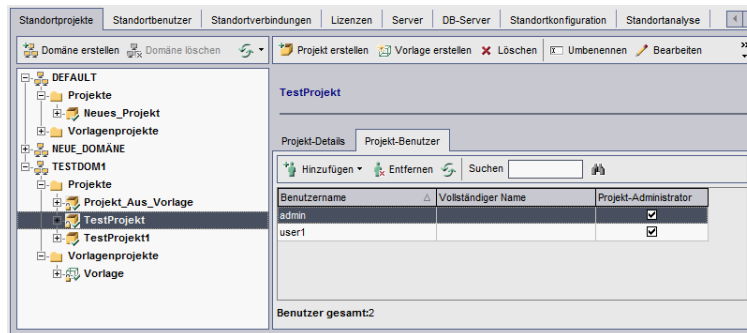 Standortprojekte Standortbenutzer Standortverbindungen Lizenzen Server DB-Server Standortkonfiguration Standortanalyse
Domäne erstellen Domäne löschen
Projekt erstellen Vorlage erstellen Löschen Umbenennen Bearbeiten
DEFAULT
Projekte
Neues_Projekt
Vorlagenprojekte
NEUE_DOMÄNE
TESTDOM1
Projekte
Projekt_Aus_Vorlage
TestProjekt
TestProjekt1
Vorlagenprojekte
Vorlage
TestProjekt
Projekt-Details Projekt-Benutzer
Hinzufügen Entfernen Suchen
Benutzername Vollständiger Name Projekt-Administrator
admin
user1
Benutzer gesamt:2